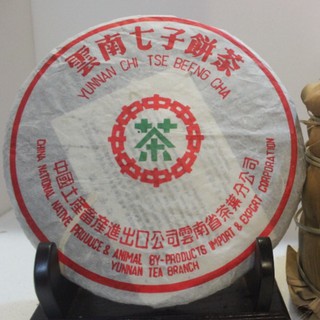 雲南七子餅茶
YUNNAN CHI TSE BEENG CHA
茶
中國土產畜產進出口公司雲南省茶葉分公司
CHINA NATIONAL NATIVE PRODUCE & ANIMAL BY-PRODUCTS IMPORT & EXPORT CORPORATION
YUNNAN TEA BRANCH